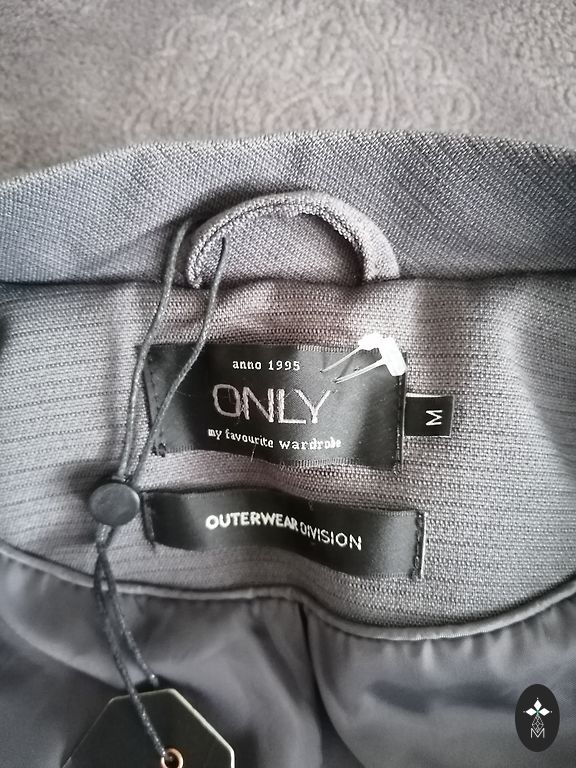 anno 1995
ONLY
my favourite wardrobe
M
OUTERWEAR DIVISION
M